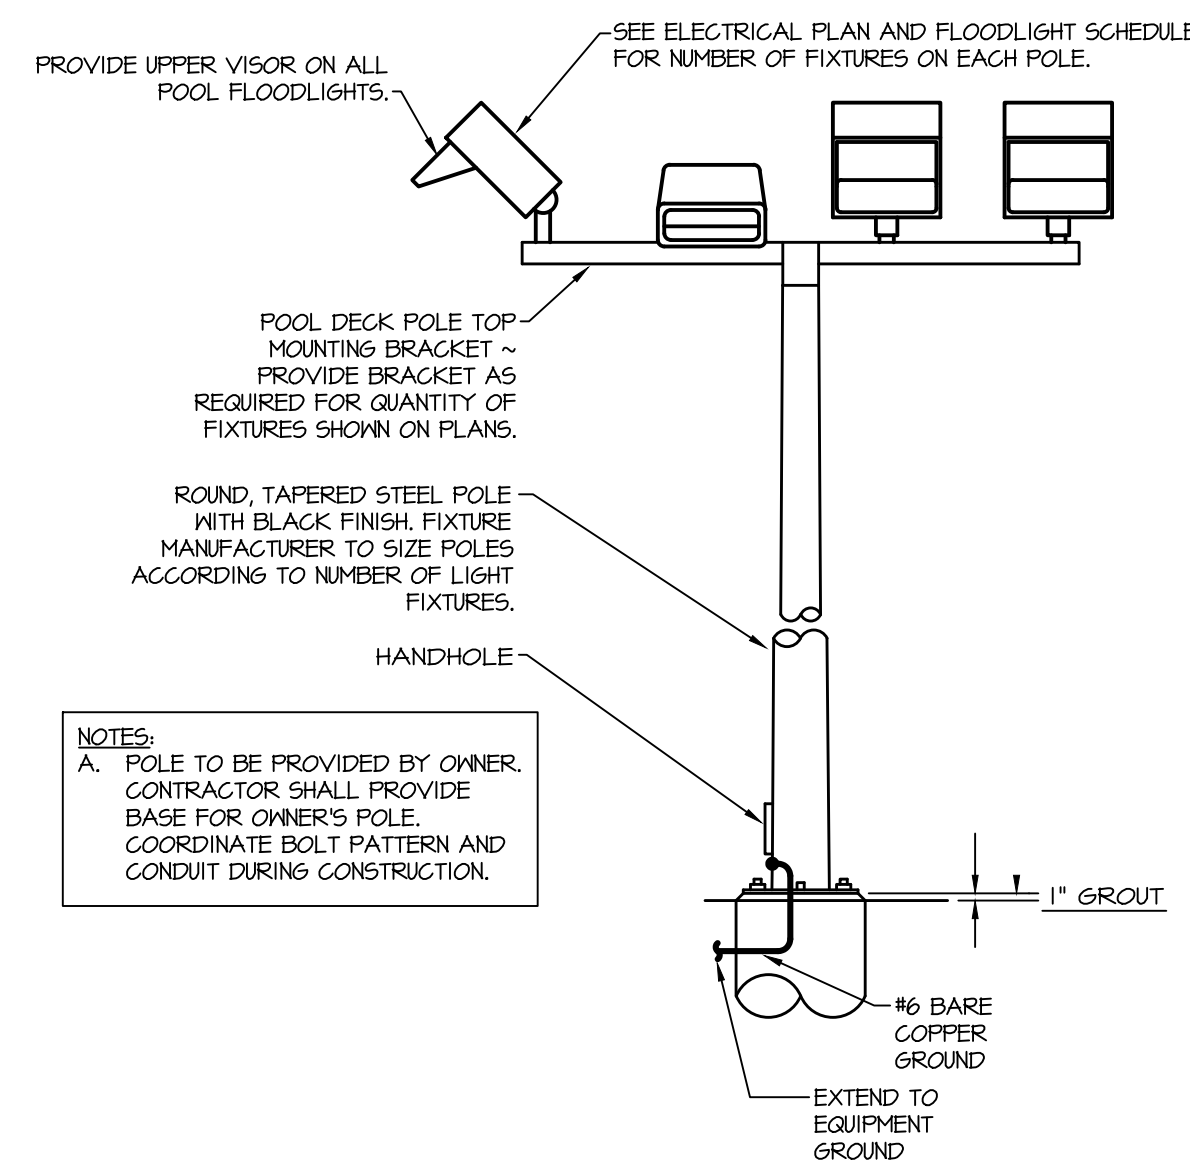 SEE ELECTRICAL PLAN AND FLOODLIGHT SCHEDULE
FOR NUMBER OF FIXTURES ON EACH POLE.
PROVIDE UPPER VISOR ON ALL
POOL FLOODLIGHTS.
POOL DECK POLE TOP
MOUNTING BRACKET ~
PROVIDE BRACKET AS
REQUIRED FOR QUANTITY OF
FIXTURES SHOWN ON PLANS.
ROUND, TAPERED STEEL POLE
WITH BLACK FINISH. FIXTURE
MANUFACTURER TO SIZE POLES
ACCORDING TO NUMBER OF LIGHT
FIXTURES.
HANDHOLE
NOTES:
A. POLE TO BE PROVIDED BY OWNER.
CONTRACTOR SHALL PROVIDE
BASE FOR OWNER'S POLE.
COORDINATE BOLT PATTERN AND
CONDUIT DURING CONSTRUCTION.
1" GROUT
#6 BARE
COPPER
GROUND
EXTEND TO
EQUIPMENT
GROUND